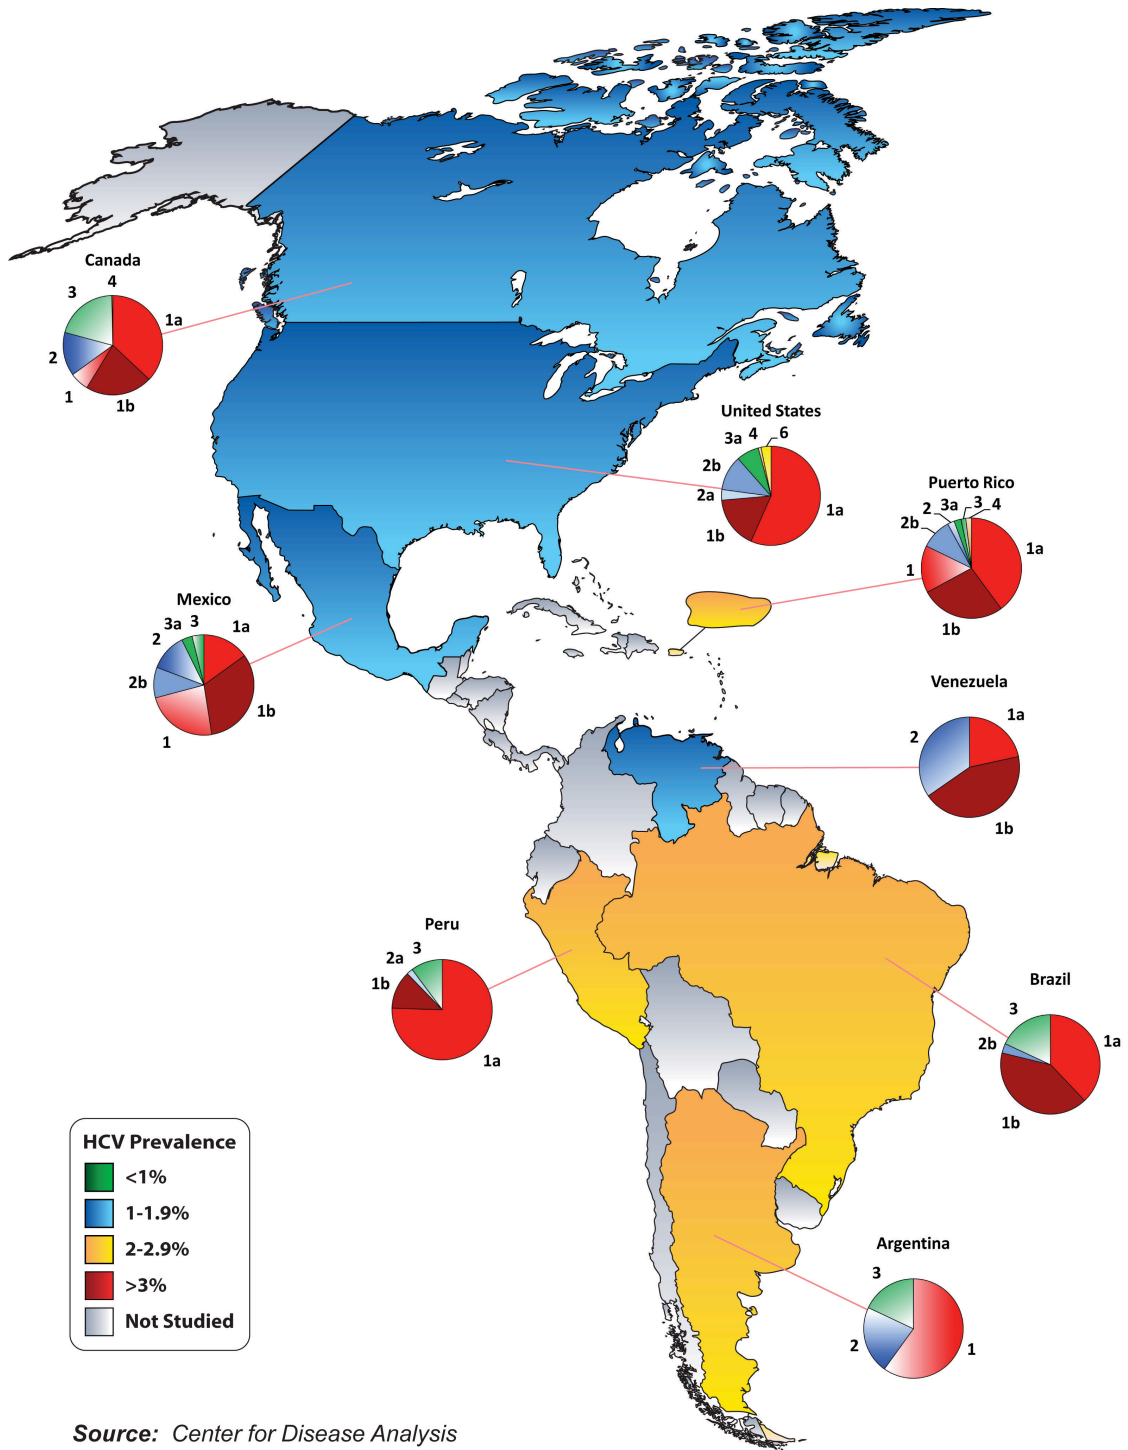 Canada
4
3
1a
2
1
1b
United States
3a 4 6
2b
2a
1a
1b
Puerto Rico
2 3a 3 4
2b
1a
1
1b
Mexico
3a 3 1a
2
2b
1b
1
Venezuela
1a
2
1b
Peru
3
2a
1b
1a
Brazil
3
1a
2b
1b
HCV Prevalence
<1%
1-1.9%
2-2.9%
>3%
Not Studied
Argentina
3
2
1
Source: Center for Disease Analysis